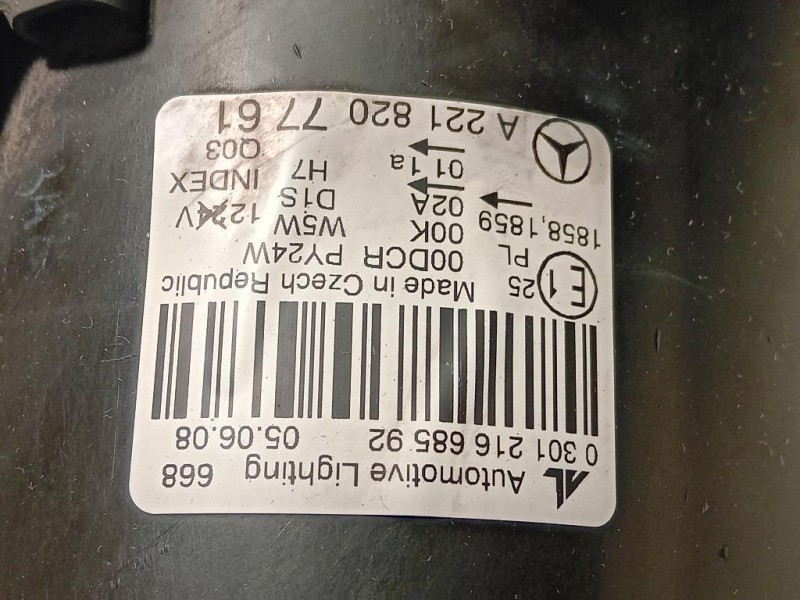 AL Automotive Lighting 668
0 301 216 685 92 05.06.08
E1 25 Made in Czech Republic
PL 00DCR PY24W
1858,1859 00K W5W
02A D1S 1224V
01 1a H7 INDEX
Q03
A 221 820 77 61